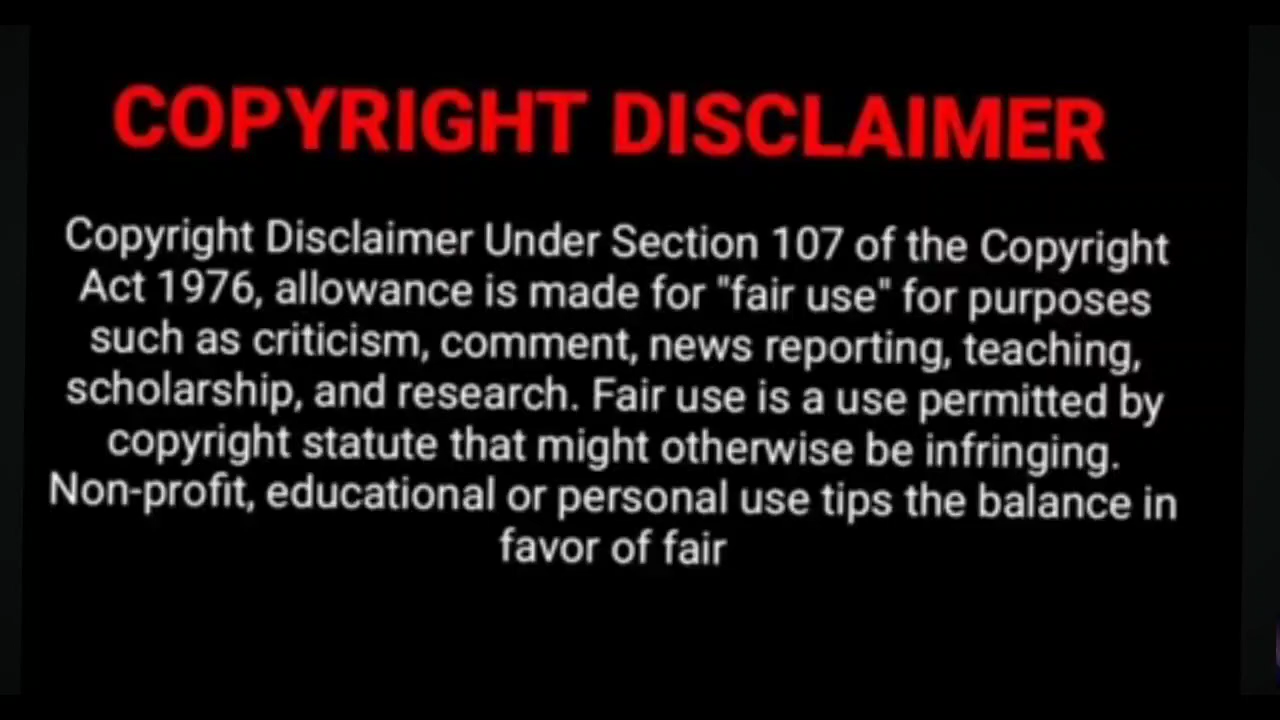 COPYRIGHT DISCLAIMER
Copyright Disclaimer Under Section 107 of the Copyright
Act 1976, allowance is made for "fair use" for purposes
such as criticism, comment, news reporting, teaching,
scholarship, and research. Fair use is a use permitted by
copyright statute that might otherwise be infringing.
Non-profit, educational or personal use tips the balance in
favor of fair